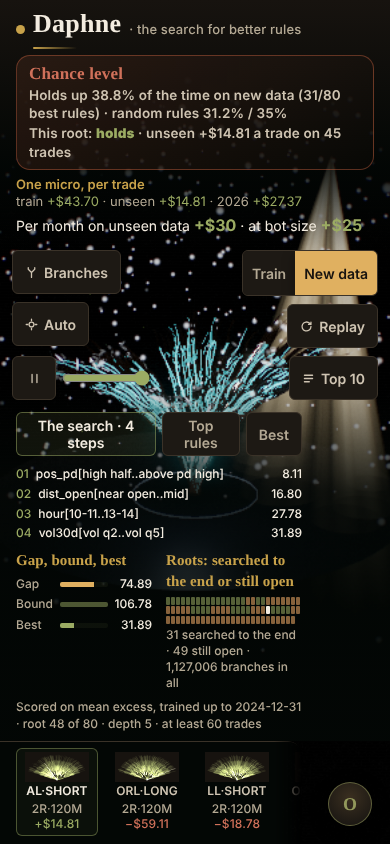 Daphne · the search for better rules
Chance level
Holds up 38.8% of the time on new data (31/80
best rules) · random rules 31.2% / 35%
This root: holds · unseen +$14.81 a trade on 45
trades
One micro, per trade
train +$43.70 · unseen +$14.81 · 2026 +$27.37
Per month on unseen data +$30 · at bot size +$25
Branches
Train
New data
Auto
Replay
Top 10
The search · 4
steps
Top
rules
Best
01 pos_pd[high half..above pd high] 8.11
02 dist_open[near open..mid] 16.80
03 hour[10-11..13-14] 27.78
04 vol30d[vol q2..vol q5] 31.89
Gap, bound, best
Gap 74.89
Bound 106.78
Best 31.89
Roots: searched to
the end or still open
31 searched to the end
· 49 still open ·
1,127,006 branches in
all
Scored on mean excess, trained up to 2024-12-31
· root 48 of 80 · depth 5 · at least 60 trades
AL·SHORT
2R·120M
+$14.81
ORL·LONG
2R·120M
−$59.11
LL·SHORT
2R·120M
−$18.78
O